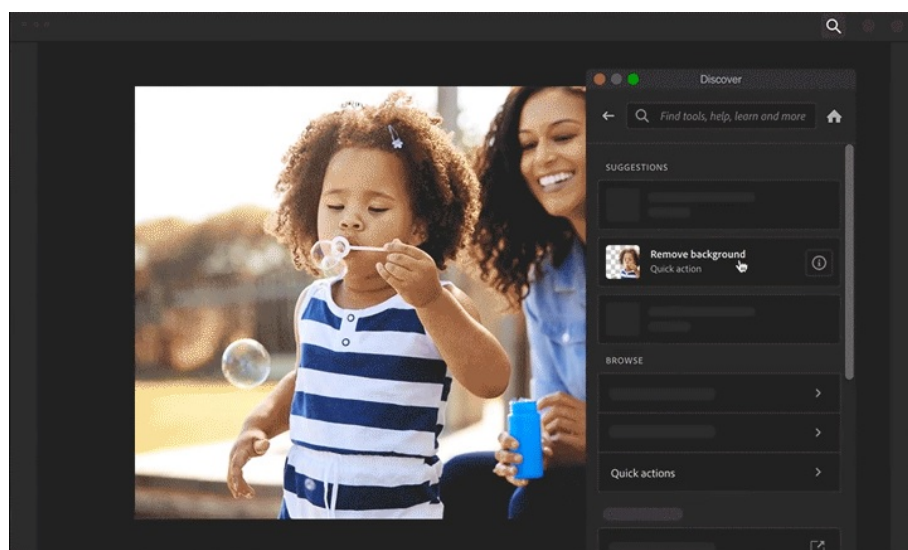 Discover
Find tools, help, learn and more
SUGGESTIONS
Remove background
Quick action
BROWSE
Quick actions